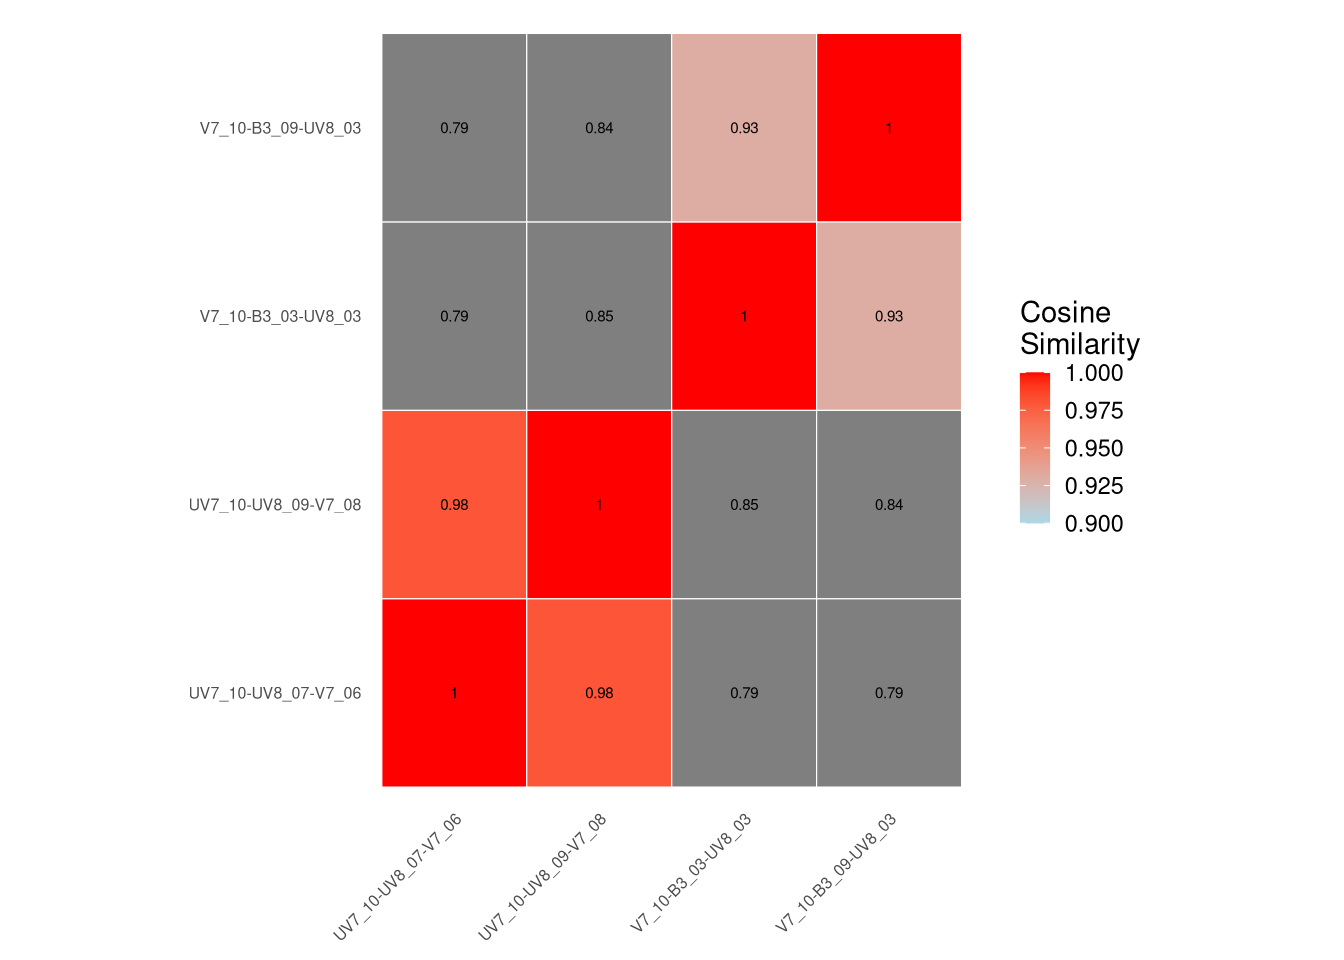 V7_10-B3_09-UV8_03
0.79 0.84 0.93 1
V7_10-B3_03-UV8_03
0.79 0.85 1 0.93
UV7_10-UV8_09-V7_08
0.98 1 0.85 0.84
UV7_10-UV8_07-V7_06
1 0.98 0.79 0.79
UV7_10-UV8_07-V7_06
UV7_10-UV8_09-V7_08
V7_10-B3_03-UV8_03
V7_10-B3_09-UV8_03
Cosine
Similarity
1.000
0.975
0.950
0.925
0.900